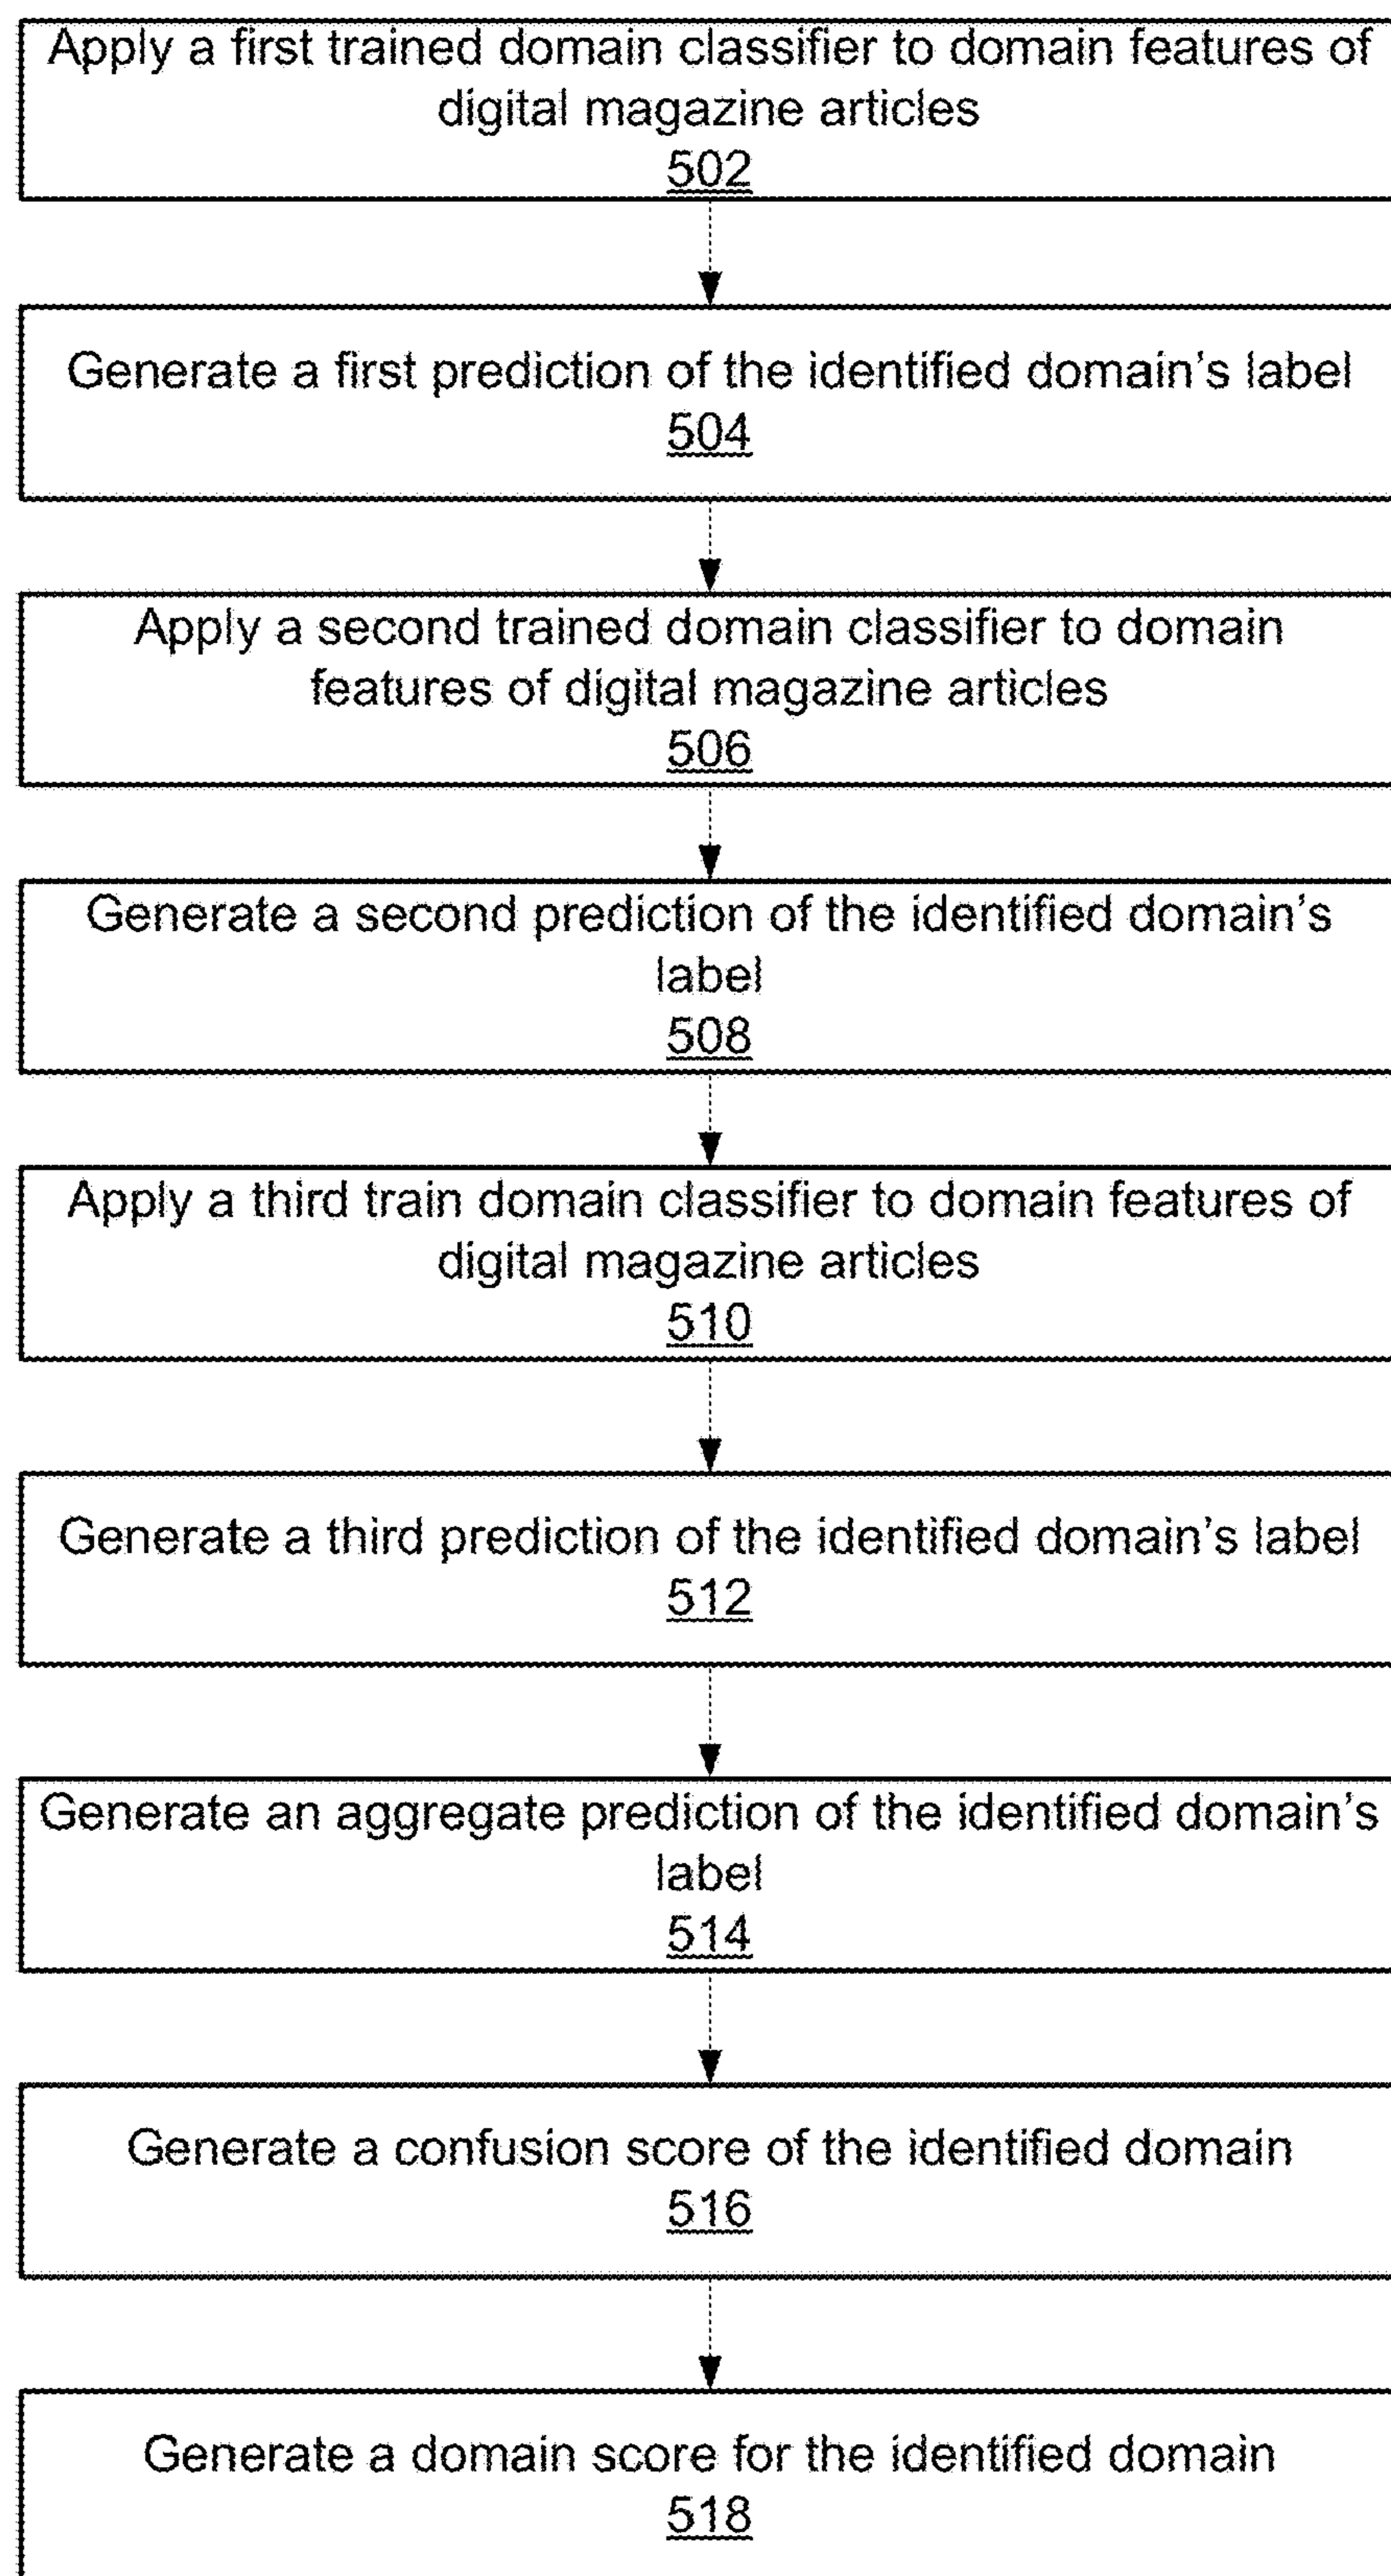 Apply a first trained domain classifier to domain features of
digital magazine articles
502
Generate a first prediction of the identified domain's label
504
Apply a second trained domain classifier to domain
features of digital magazine articles
506
Generate a second prediction of the identified domain's
label
508
Apply a third train domain classifier to domain features of
digital magazine articles
510
Generate a third prediction of the identified domain's label
512
Generate an aggregate prediction of the identified domain's
label
514
Generate a confusion score of the identified domain
516
Generate a domain score for the identified domain
518